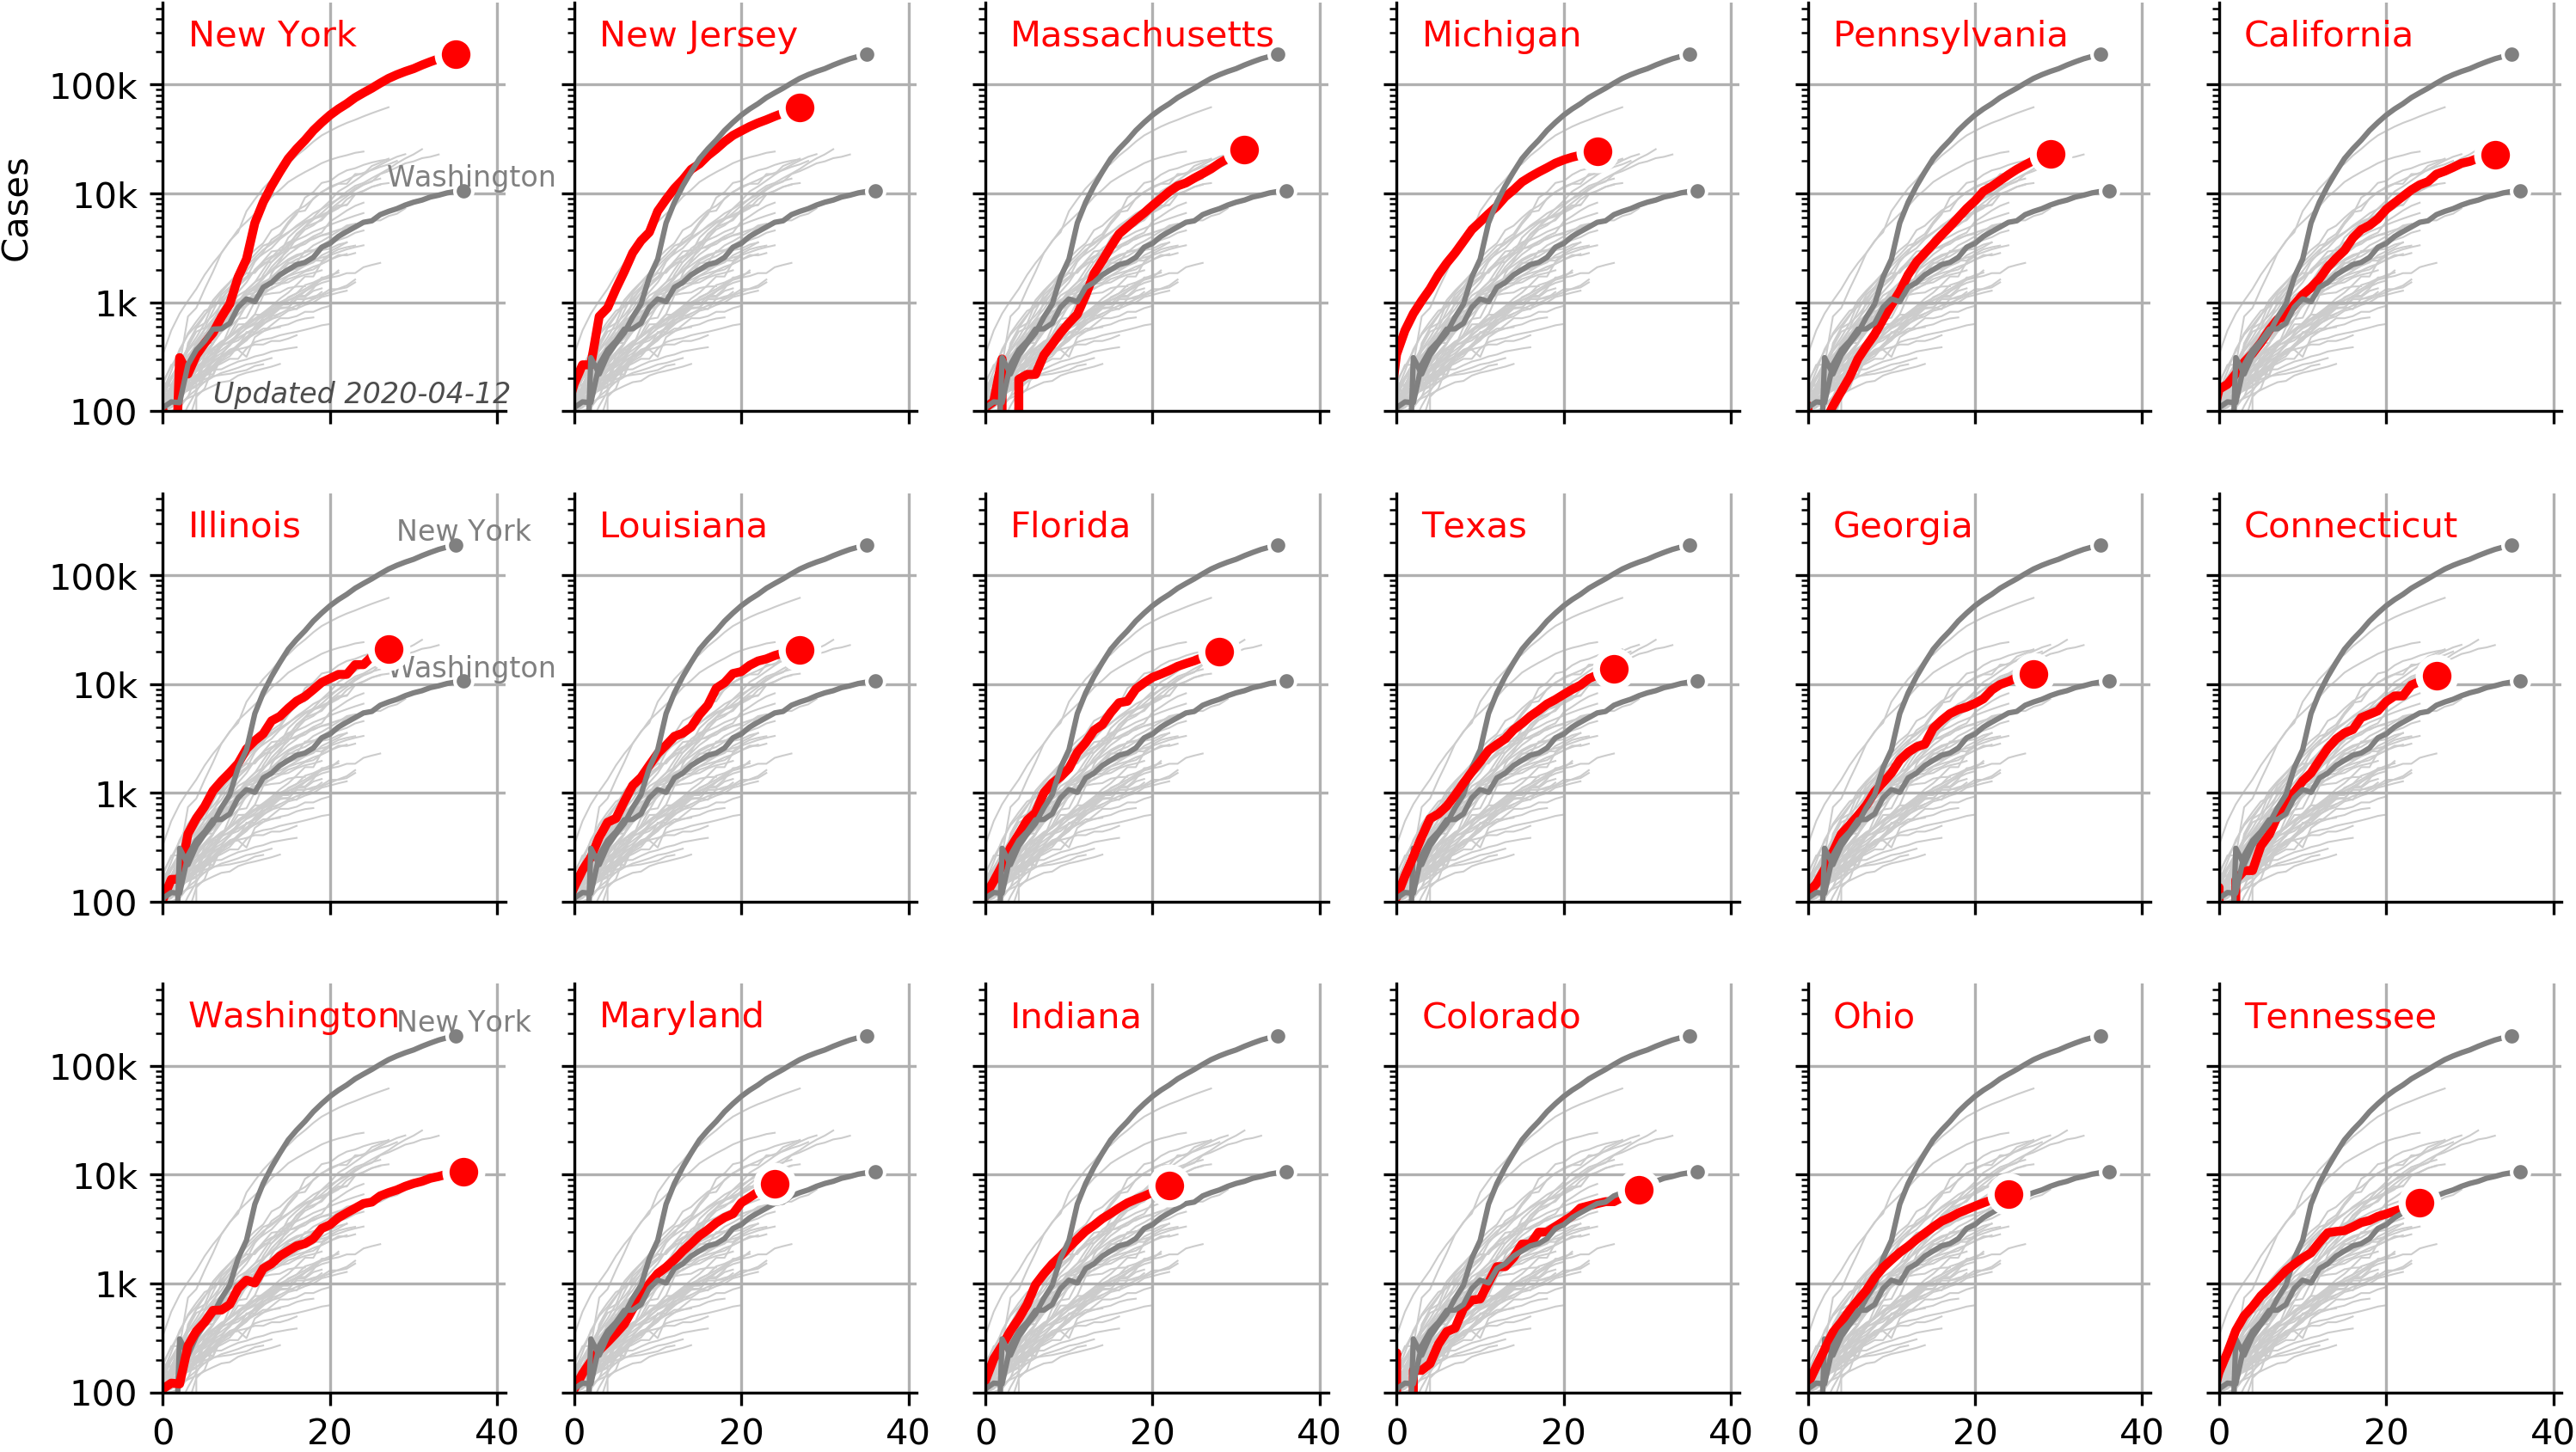 New York
New Jersey
Massachusetts
Michigan
Pennsylvania
California
Cases
100k
10k
1k
100
Washington
Updated 2020-04-12
Illinois
New York
Louisiana
Florida
Texas
Georgia
Connecticut
100k
10k
1k
100
Washington
Washington
New York
Maryland
Indiana
Colorado
Ohio
Tennessee
100k
10k
1k
100
0 20 40
0 20 40
0 20 40
0 20 40
0 20 40
0 20 40